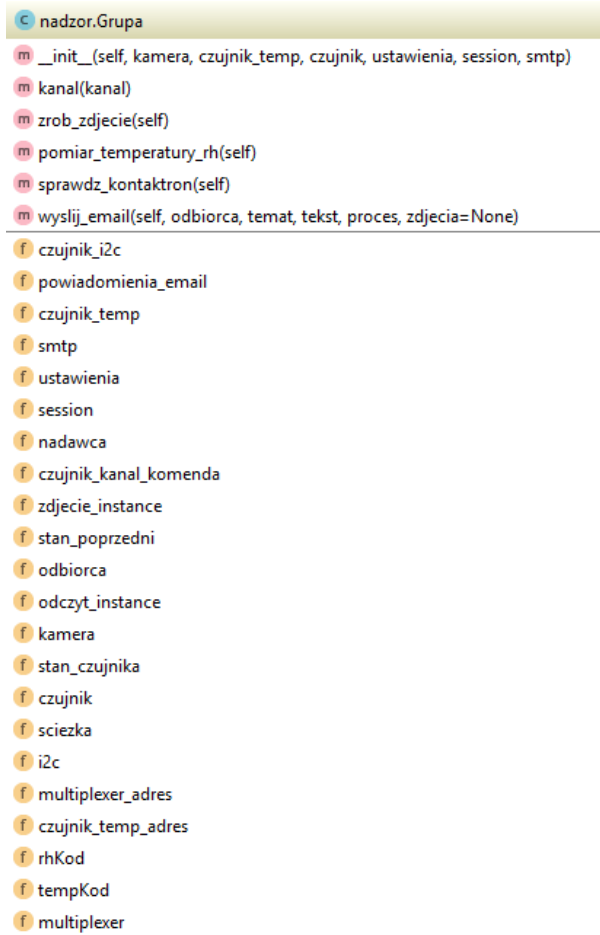 C nadzor.Grupa
m __init__(self, kamera, czujnik_temp, czujnik, ustawienia, session, smtp)
m kanal(kanal)
m zrob_zdjecie(self)
m pomiar_temperatury_rh(self)
m sprawdz_kontaktron(self)
m wyslij_email(self, odbiorca, temat, tekst, proces, zdjecia=None)
f czujnik_i2c
f powiadomienia_email
f czujnik_temp
f smtp
f ustawienia
f session
f nadawca
f czujnik_kanal_komenda
f zdjecie_instance
f stan_poprzedni
f odbiorca
f odczyt_instance
f kamera
f stan_czujnika
f czujnik
f sciezka
f i2c
f multiplexer_adres
f czujnik_temp_adres
f rhKod
f tempKod
f multiplexer